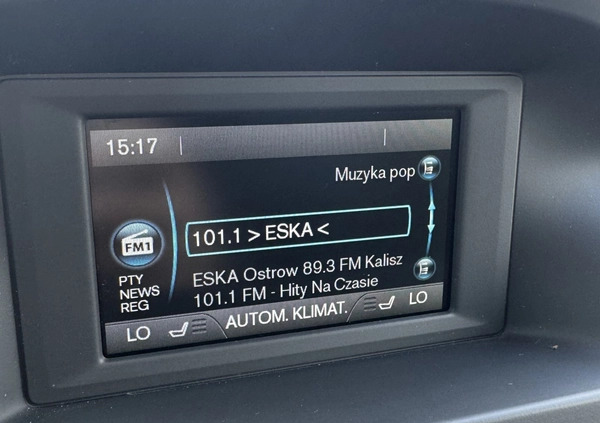 15:17
Muzyka pop
FM1
101.1 > ESKA <
PTY
NEWS
REG
ESKA Ostrow 89.3 FM Kalisz
101.1 FM - Hity Na Czasie
LO AUTOM. KLIMAT. LO